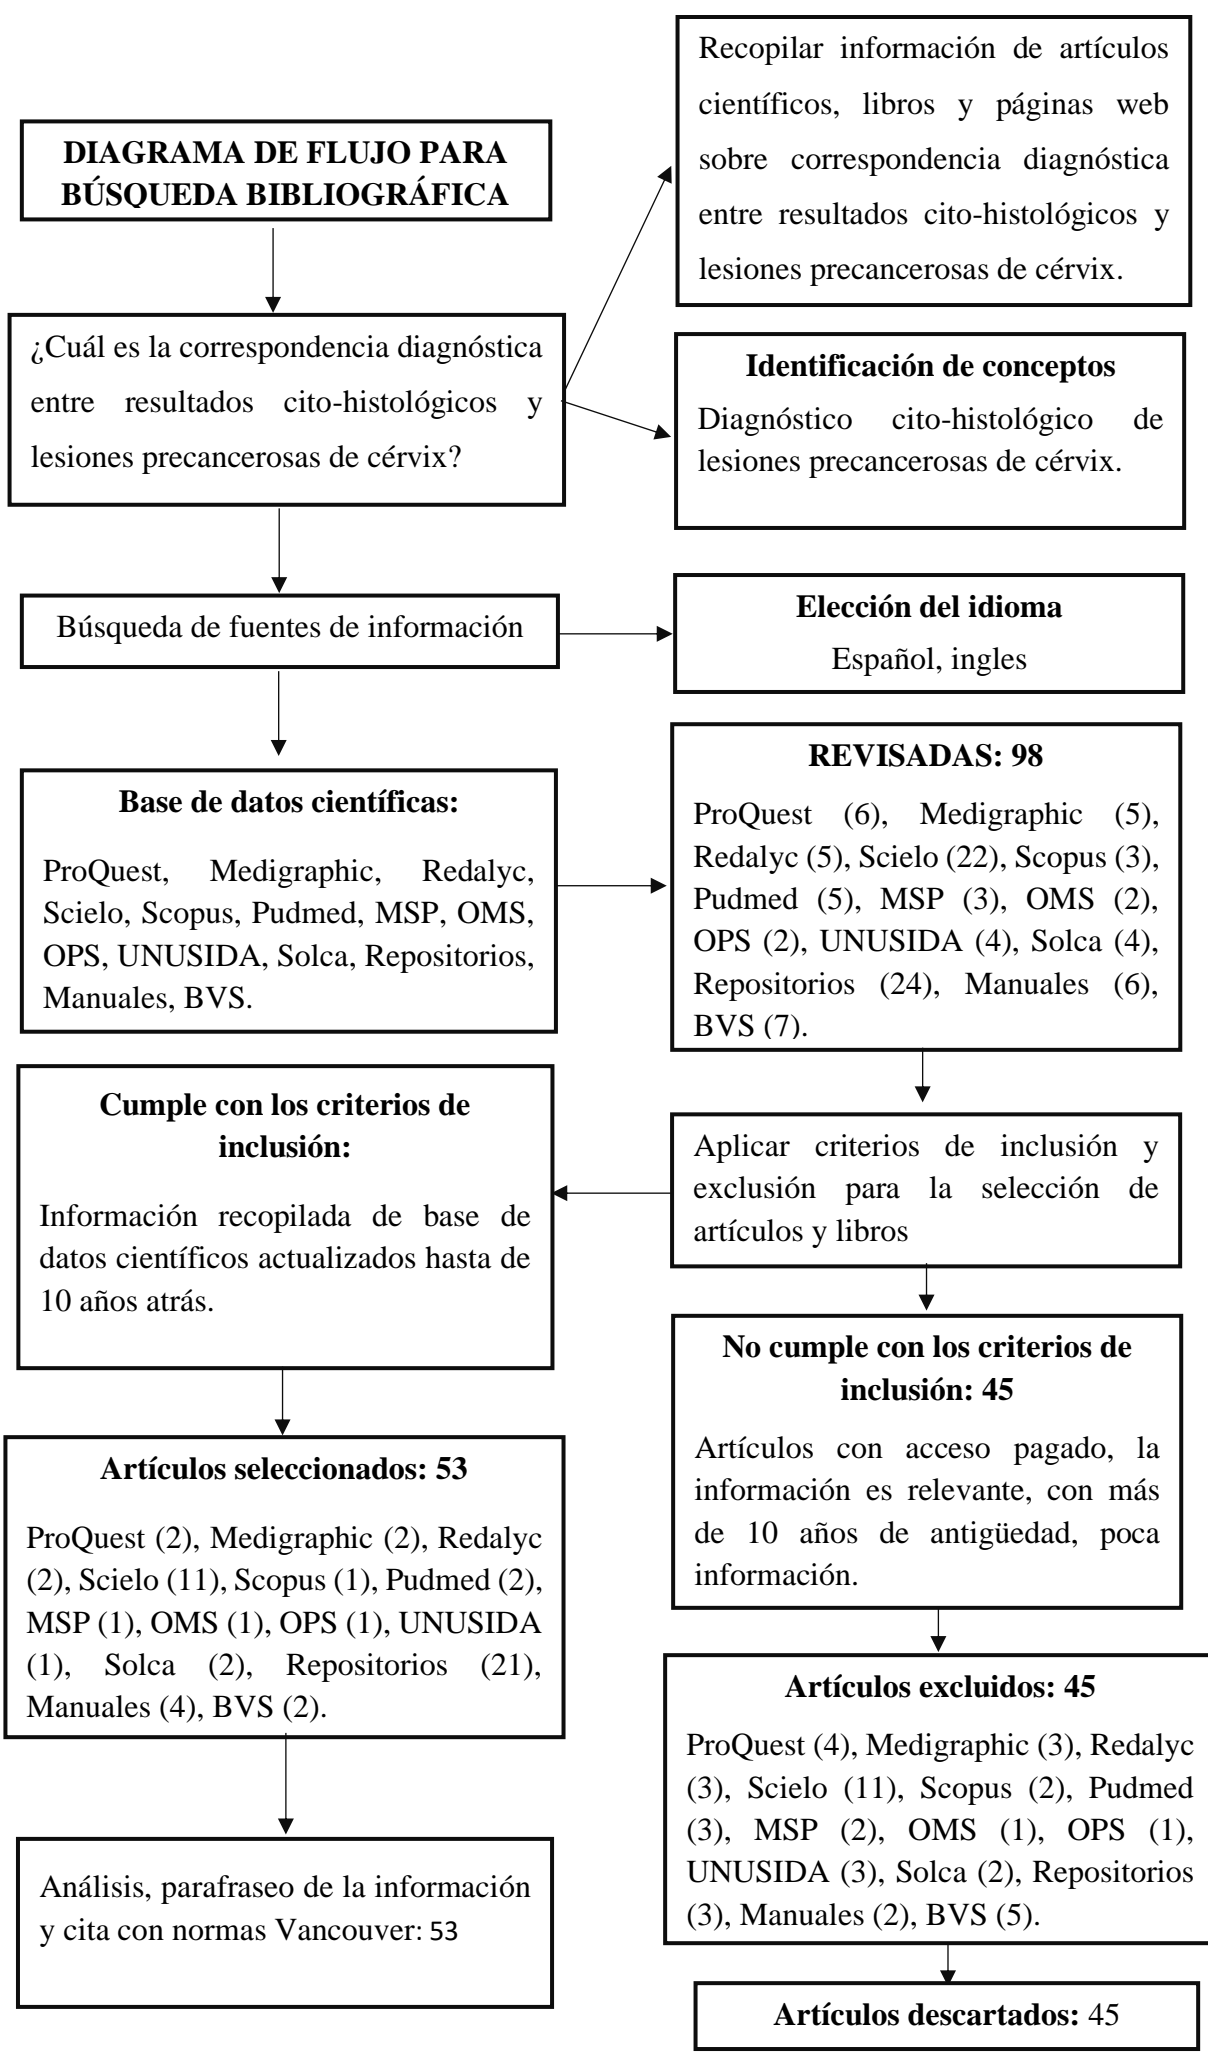 DIAGRAMA DE FLUJO PARA
BÚSQUEDA BIBLIOGRÁFICA
Recopilar información de artículos
científicos, libros y páginas web
sobre correspondencia diagnóstica
entre resultados cito-histológicos y
lesiones precancerosas de cérvix.
¿Cuál es la correspondencia diagnóstica
entre resultados cito-histológicos y
lesiones precancerosas de cérvix?
Identificación de conceptos
Diagnóstico cito-histológico de
lesiones precancerosas de cérvix.
Búsqueda de fuentes de información
Elección del idioma
Español, ingles
Base de datos científicas:
ProQuest, Medigraphic, Redalyc,
Scielo, Scopus, Pudmed, MSP, OMS,
OPS, UNUSIDA, Solca, Repositorios,
Manuales, BVS.
REVISADAS: 98
ProQuest (6), Medigraphic (5),
Redalyc (5), Scielo (22), Scopus (3),
Pudmed (5), MSP (3), OMS (2),
OPS (2), UNUSIDA (4), Solca (4),
Repositorios (24), Manuales (6),
BVS (7).
Aplicar criterios de inclusión y
exclusión para la selección de
artículos y libros
Cumple con los criterios de
inclusión:
Información recopilada de base de
datos científicos actualizados hasta de
10 años atrás.
No cumple con los criterios de
inclusión: 45
Artículos con acceso pagado, la
información es relevante, con más
de 10 años de antigüedad, poca
información.
Artículos seleccionados: 53
ProQuest (2), Medigraphic (2), Redalyc
(2), Scielo (11), Scopus (1), Pudmed (2),
MSP (1), OMS (1), OPS (1), UNUSIDA
(1), Solca (2), Repositorios (21),
Manuales (4), BVS (2).
Artículos excluidos: 45
ProQuest (4), Medigraphic (3), Redalyc
(3), Scielo (11), Scopus (2), Pudmed
(3), MSP (2), OMS (1), OPS (1),
UNUSIDA (3), Solca (2), Repositorios
(3), Manuales (2), BVS (5).
Análisis, parafraseo de la información
y cita con normas Vancouver: 53
Artículos descartados: 45